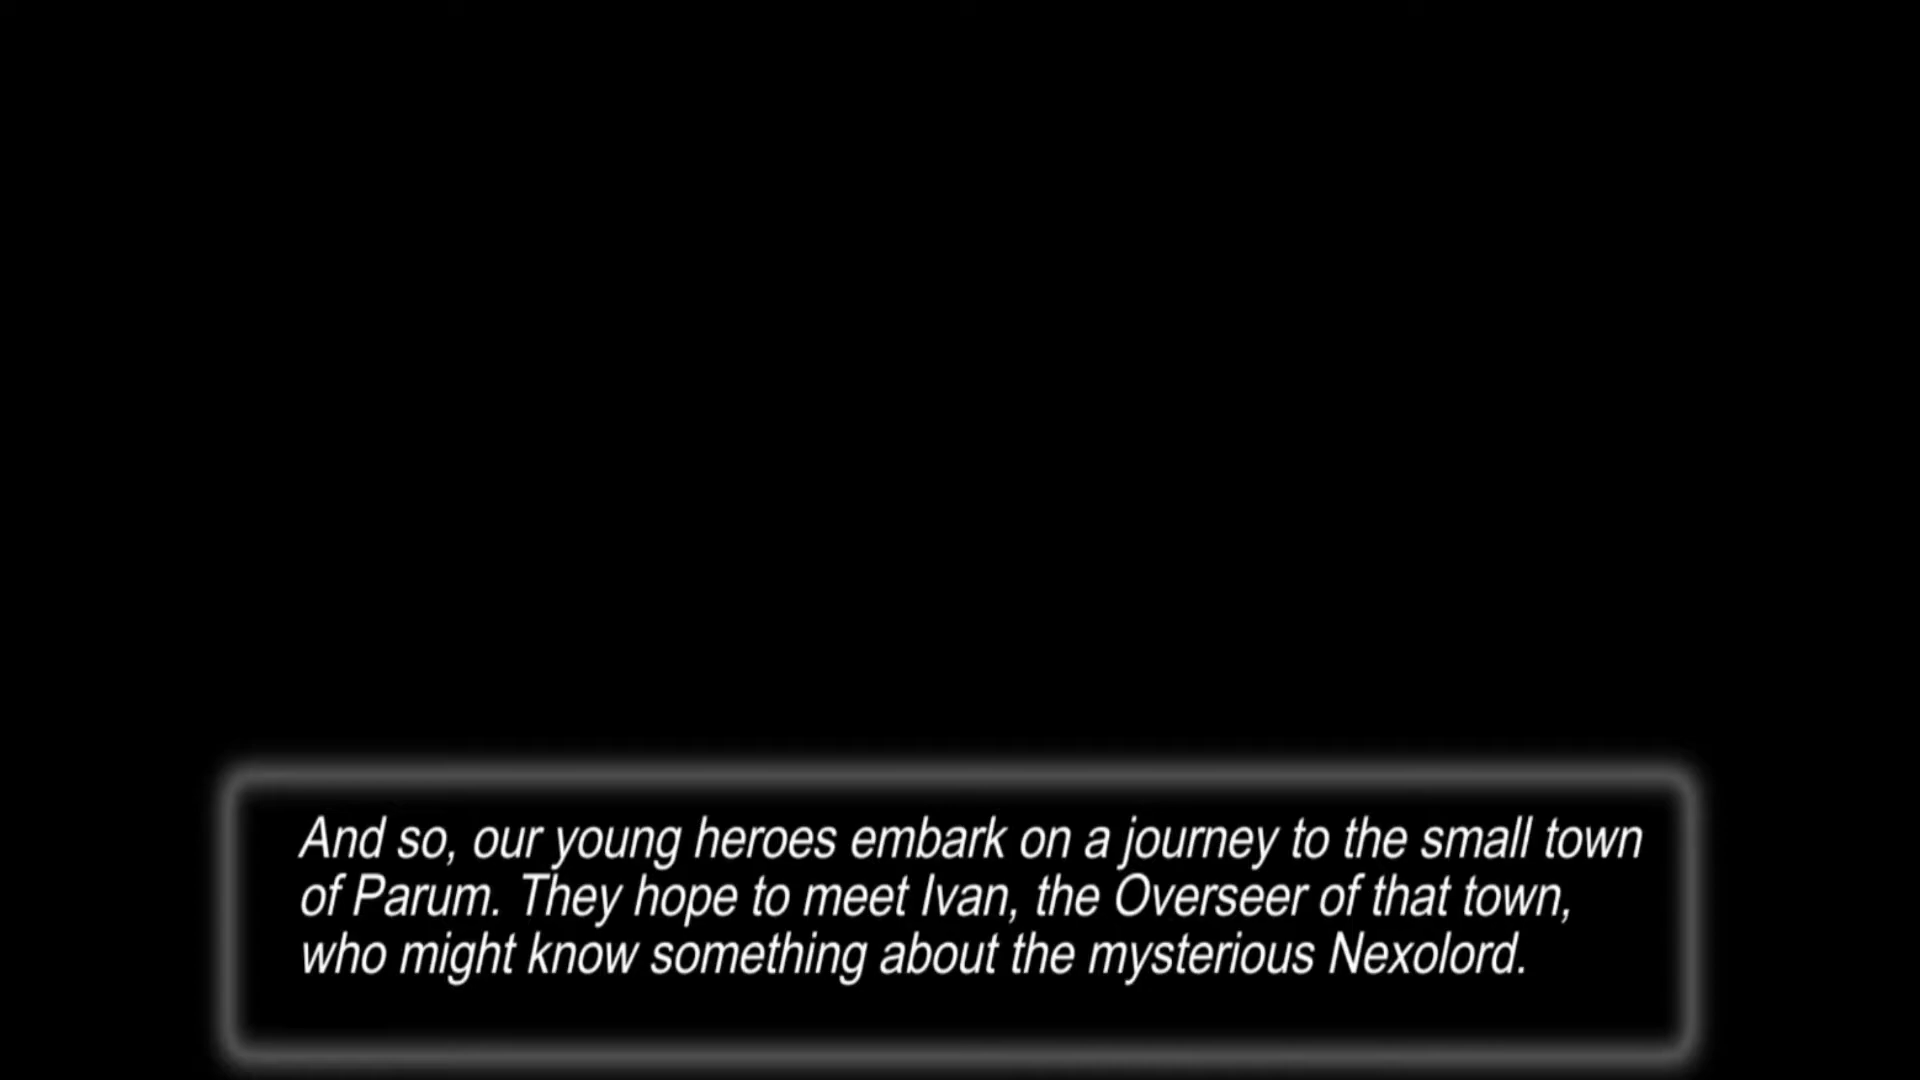 And so, our young heroes embark on a journey to the small town
of Parum. They hope to meet Ivan, the Overseer of that town,
who might know something about the mysterious Nexolord.